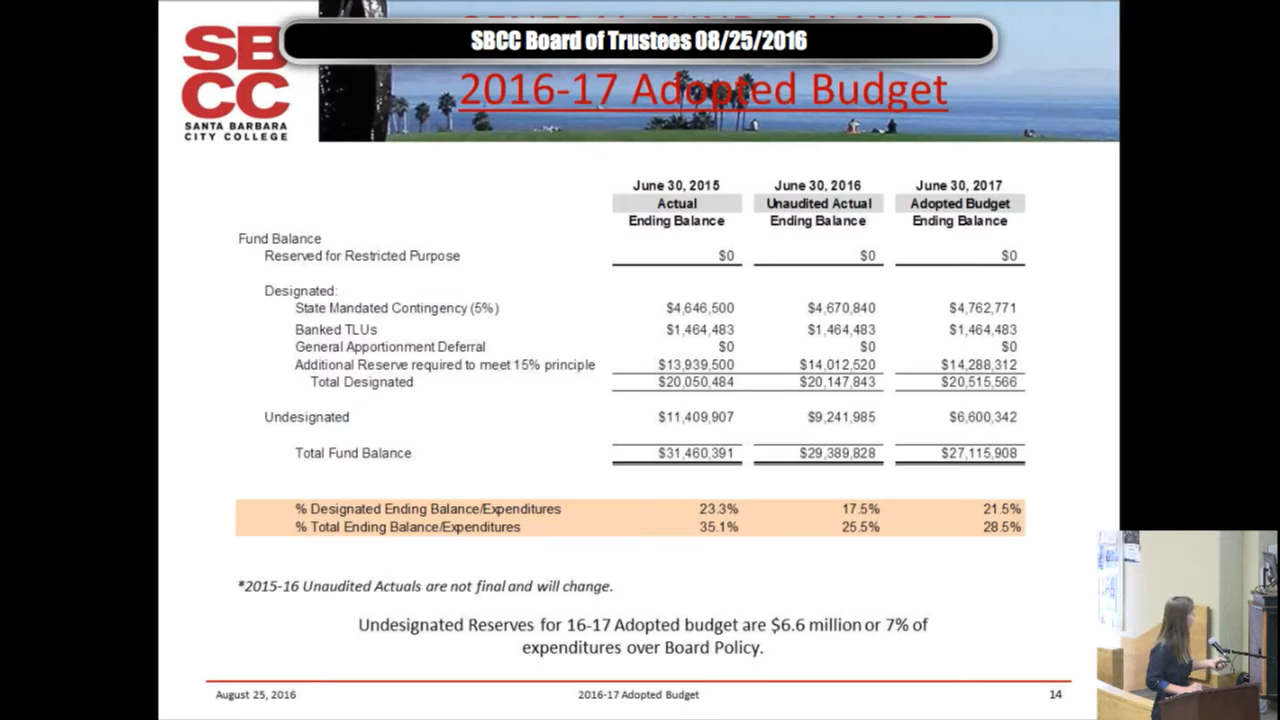 SBCC Board of Trustees 08/25/2016
SB
CC
SANTA BARBARA
CITY COLLEGE
2016-17 Adopted Budget
June 30, 2015 June 30, 2016 June 30, 2017
Actual Unaudited Actual Adopted Budget
Ending Balance Ending Balance Ending Balance
Fund Balance
Reserved for Restricted Purpose $0 $0 $0
Designated:
State Mandated Contingency (5%) $4,646,500 $4,670,840 $4,762,771
Banked TLUs $1,464,483 $1,464,483 $1,464,483
General Apportionment Deferral $0 $0 $0
Additional Reserve required to meet 15% principle $13,939,500 $14,012,520 $14,288,312
Total Designated $20,050,484 $20,147,843 $20,515,566
Undesignated $11,409,907 $9,241,985 $6,600,342
Total Fund Balance $31,460,391 $29,389,828 $27,115,908
% Designated Ending Balance/Expenditures 23.3% 17.5% 21.5%
% Total Ending Balance/Expenditures 35.1% 25.5% 28.5%
*2015-16 Unaudited Actuals are not final and will change.
Undesignated Reserves for 16-17 Adopted budget are $6.6 million or 7% of
expenditures over Board Policy.
August 25, 2016 2016-17 Adopted Budget 14